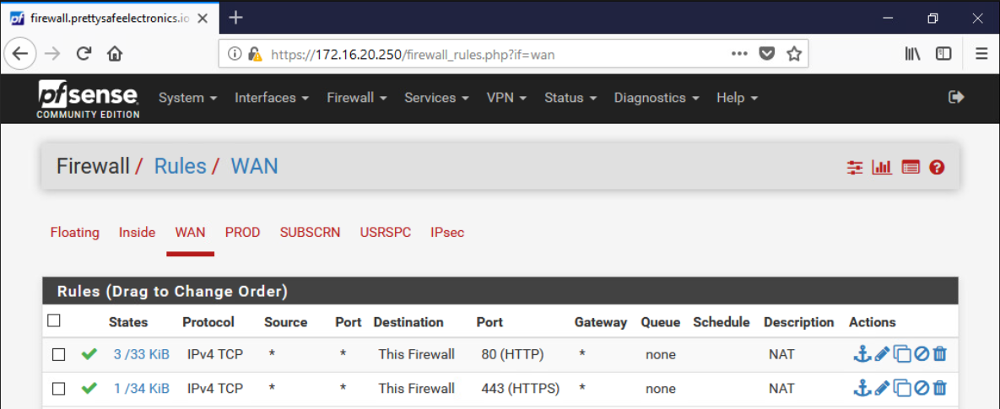 firewall.prettysafeelectronics.io
https://172.16.20.250/firewall_rules.php?if=wan
pfsense System Interfaces Firewall Services VPN Status Diagnostics Help
COMMUNITY EDITION
Firewall / Rules / WAN
Floating Inside WAN PROD SUBSCRN USRSPC IPsec
Rules (Drag to Change Order)
States Protocol Source Port Destination Port Gateway Queue Schedule Description Actions
3 /33 KiB IPv4 TCP * * This Firewall 80 (HTTP) * none NAT
1 /34 KiB IPv4 TCP * * This Firewall 443 (HTTPS) * none NAT